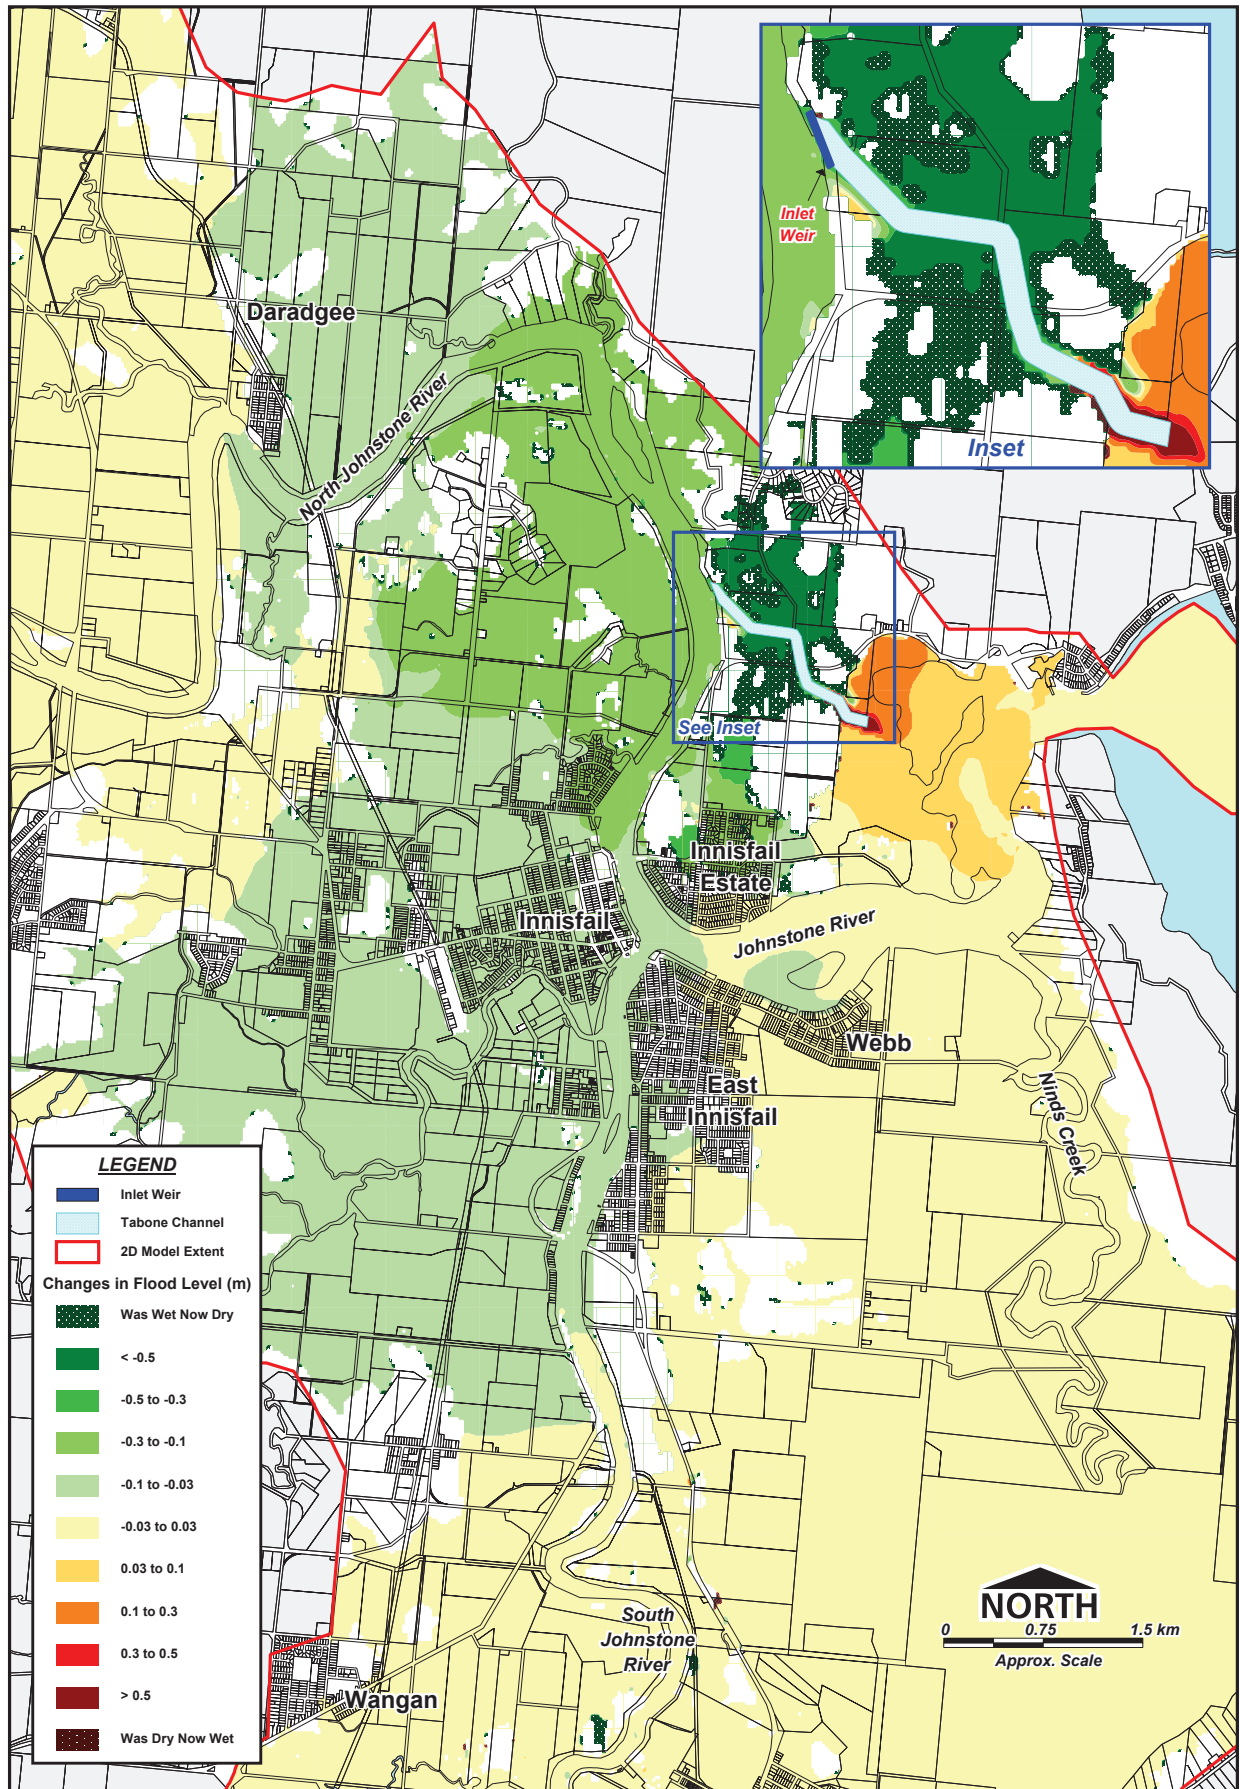 Inlet
Weir
Inset
Daradgee
North Johnstone River
See Inset
Innisfail
Estate
Innisfail
Johnstone River
Webb
East
Innisfail
Ninds Creek
LEGEND
Inlet Weir
Tabone Channel
2D Model Extent
Changes in Flood Level (m)
Was Wet Now Dry
< -0.5
-0.5 to -0.3
-0.3 to -0.1
-0.1 to -0.03
-0.03 to 0.03
0.03 to 0.1
0.1 to 0.3
0.3 to 0.5
> 0.5
Was Dry Now Wet
South
Johnstone
River
Wangan
NORTH
0 0.75 1.5 km
Approx. Scale